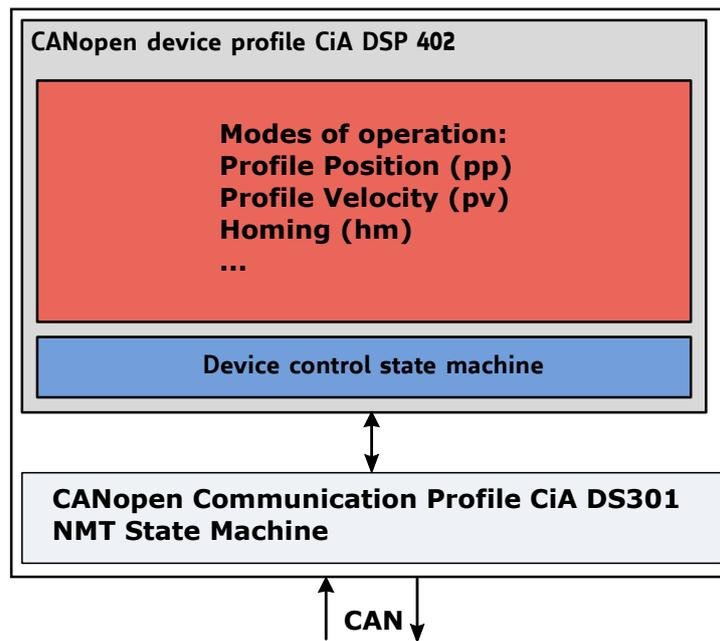 CANopen device profile CiA DSP 402
Modes of operation:
Profile Position (pp)
Profile Velocity (pv)
Homing (hm)
...
Device control state machine
CANopen Communication Profile CiA DS301
NMT State Machine
CAN